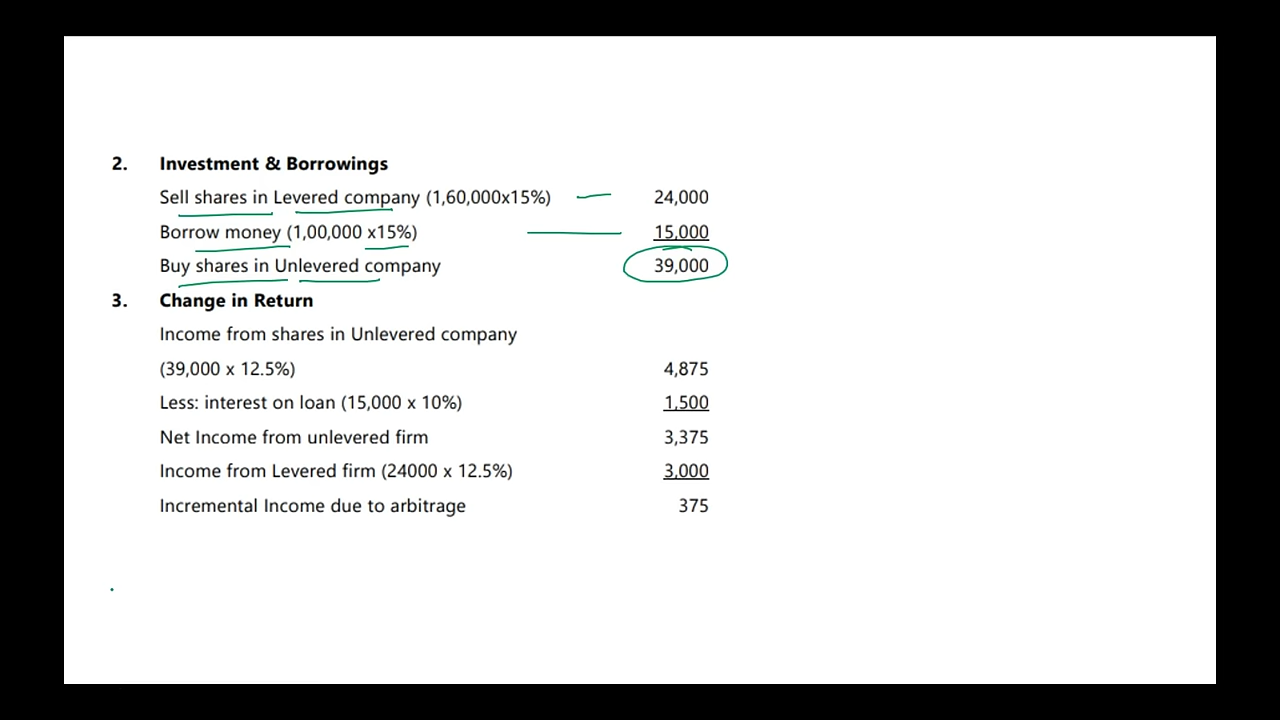 2. Investment & Borrowings
Sell shares in Levered company (1,60,000x15%) 24,000
Borrow money (1,00,000 x15%) 15,000
Buy shares in Unlevered company 39,000
3. Change in Return
Income from shares in Unlevered company
(39,000 x 12.5%) 4,875
Less: interest on loan (15,000 x 10%) 1,500
Net Income from unlevered firm 3,375
Income from Levered firm (24000 x 12.5%) 3,000
Incremental Income due to arbitrage 375